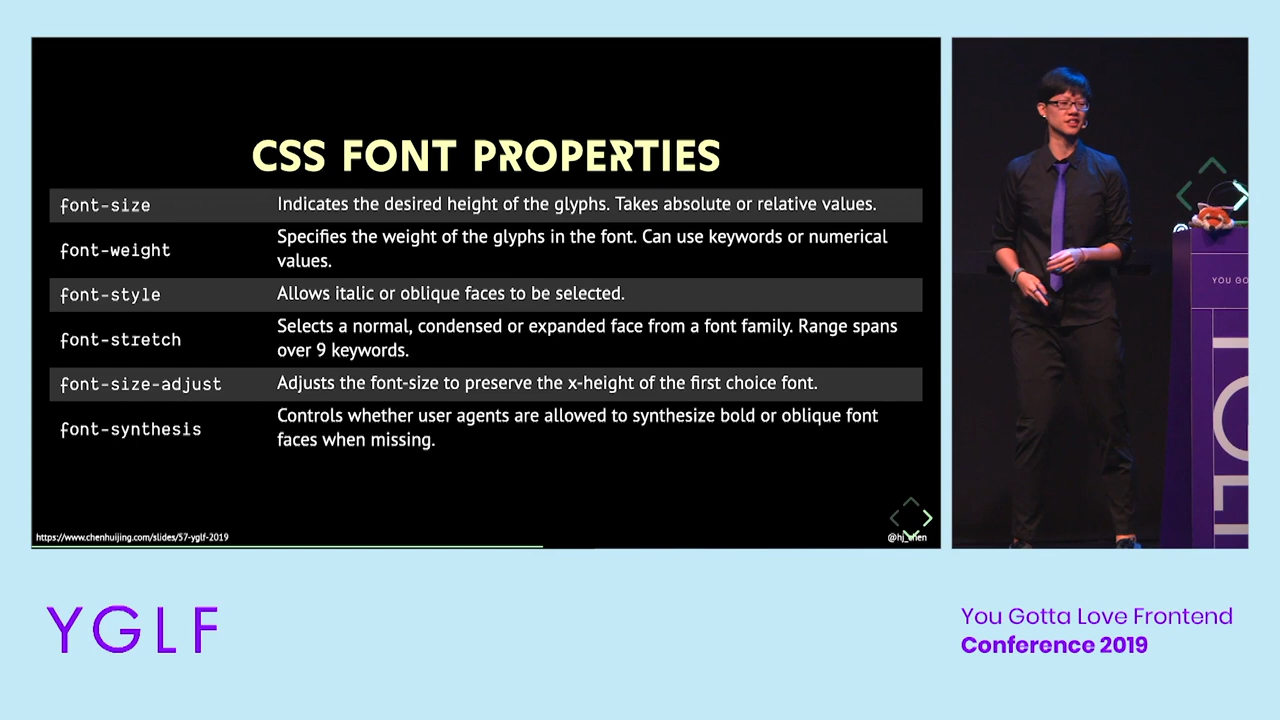 CSS FONT PROPERTIES
font-size
Indicates the desired height of the glyphs. Takes absolute or relative values.
font-weight
Specifies the weight of the glyphs in the font. Can use keywords or numerical
values.
font-style
Allows italic or oblique faces to be selected.
font-stretch
Selects a normal, condensed or expanded face from a font family. Range spans
over 9 keywords.
font-size-adjust
Adjusts the font-size to preserve the x-height of the first choice font.
font-synthesis
Controls whether user agents are allowed to synthesize bold or oblique font
faces when missing.
https://www.chenhuijing.com/slides/57-yglf-2019
@hj_chen
YOU GO
YGLF
You Gotta Love Frontend
Conference 2019